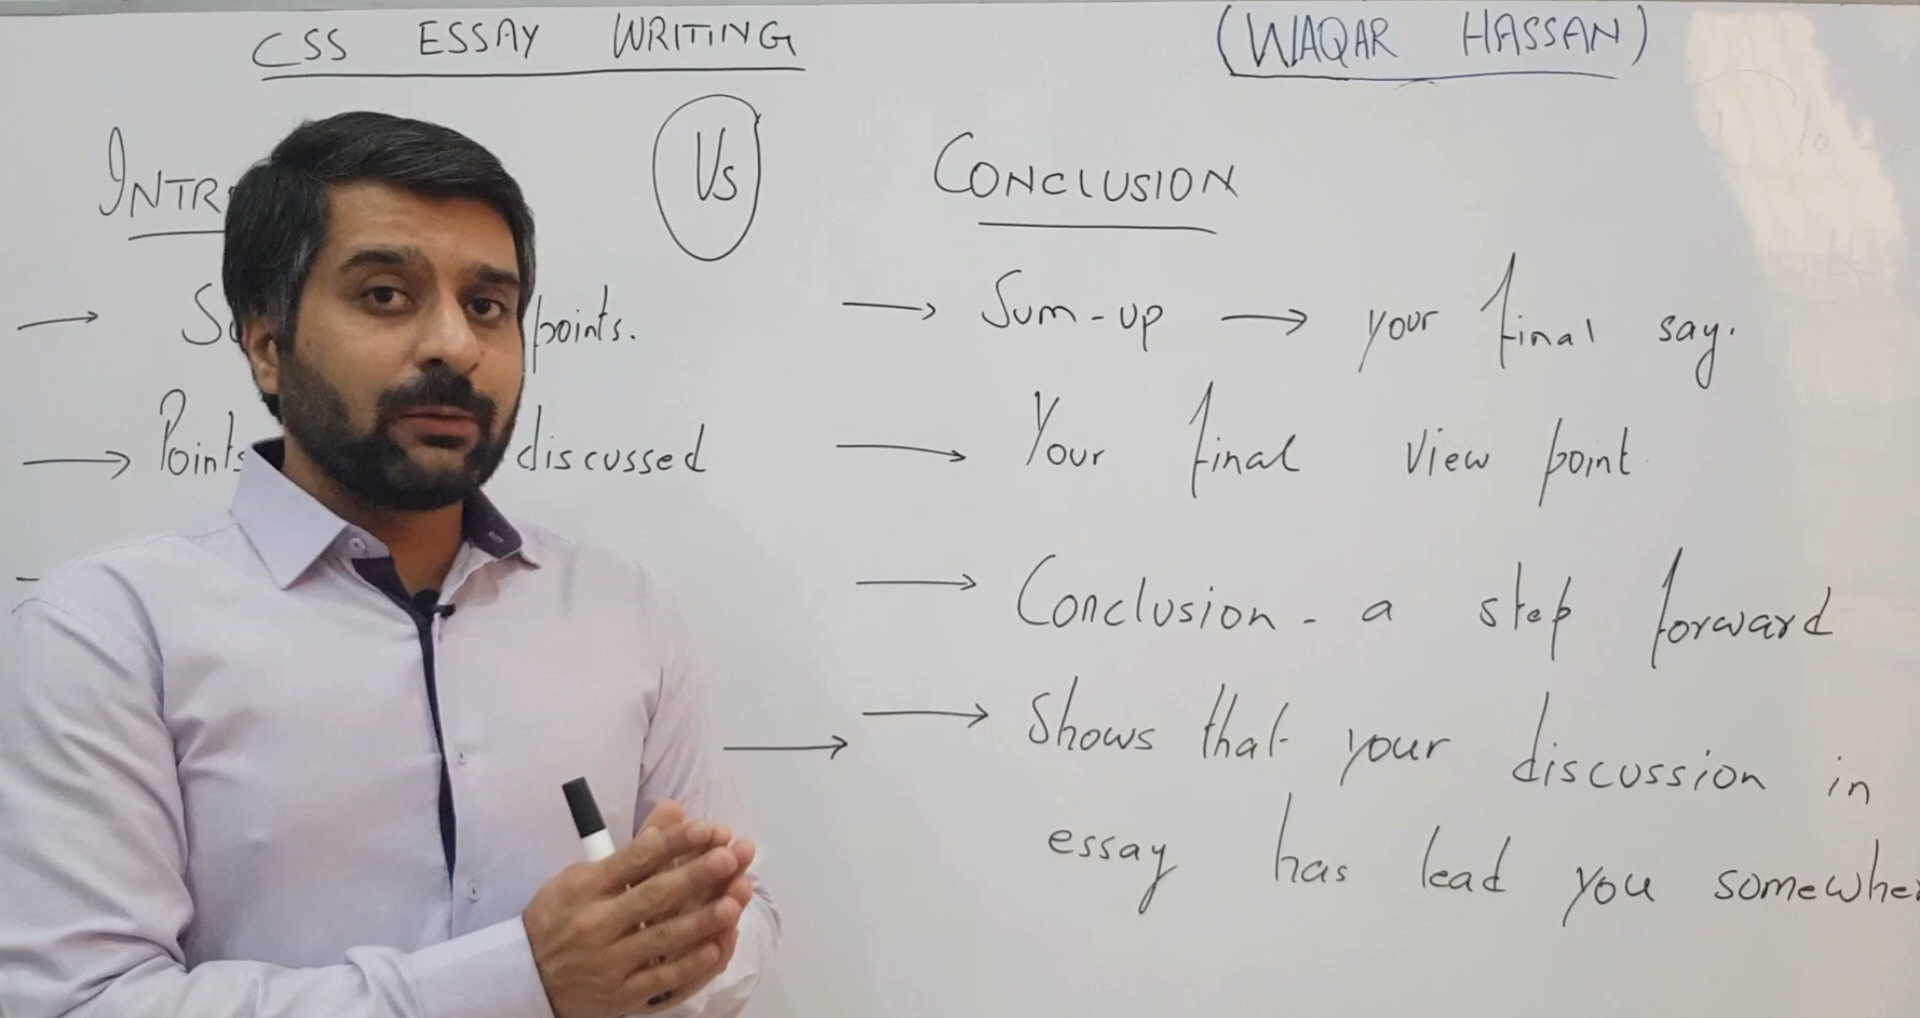 CSS ESSAY WRITING
(WAQAR HASSAN)
Vs
points.
Points discussed
CONCLUSION
→ Sum-up → your final say.
→ Your final view point
→ Conclusion - a step forward
→ Shows that your discussion in
essay has lead you